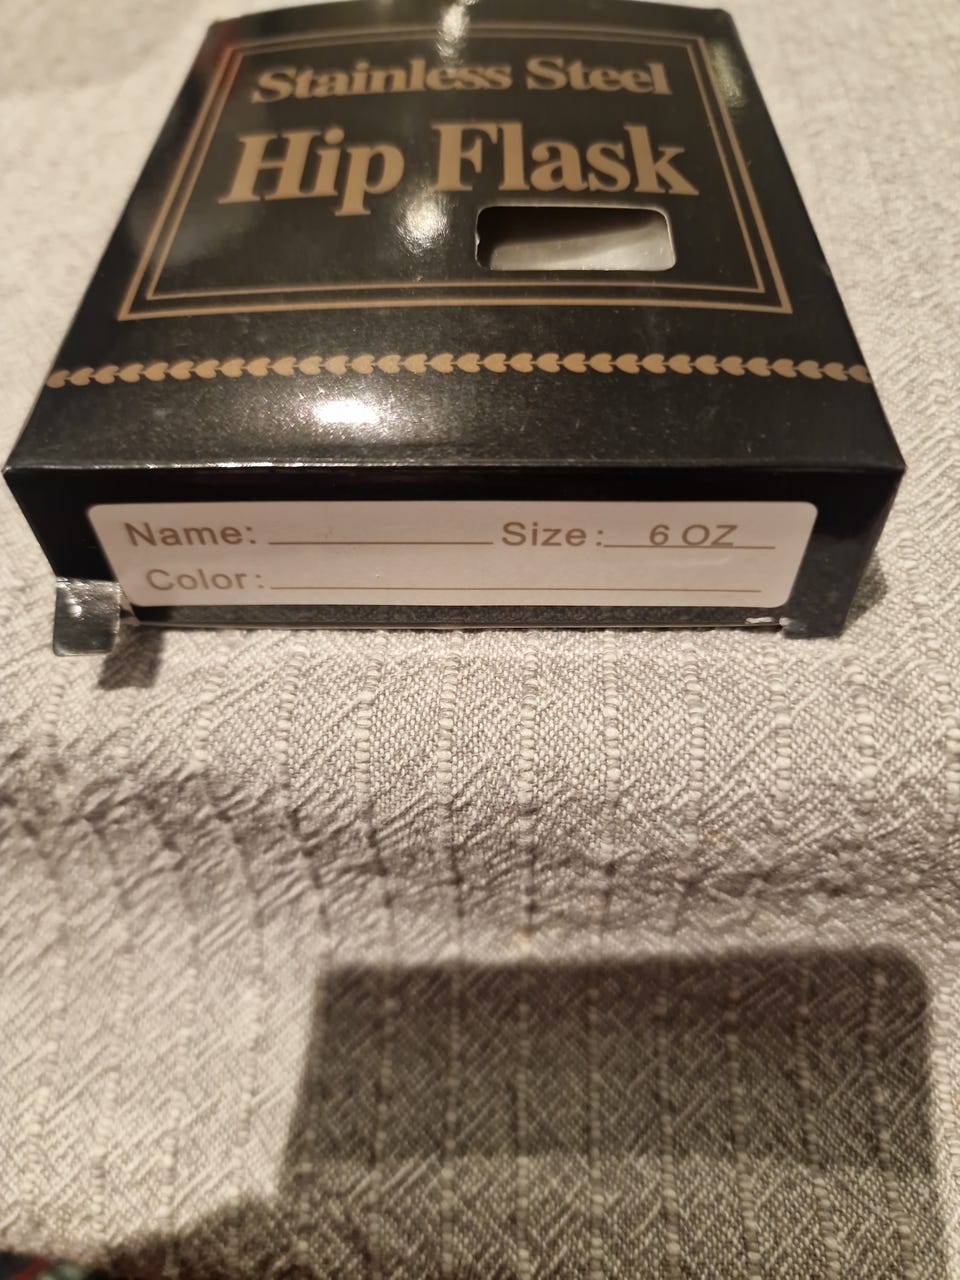 Stainless Steel
Hip Flask
Name: Size: 6 OZ
Color: